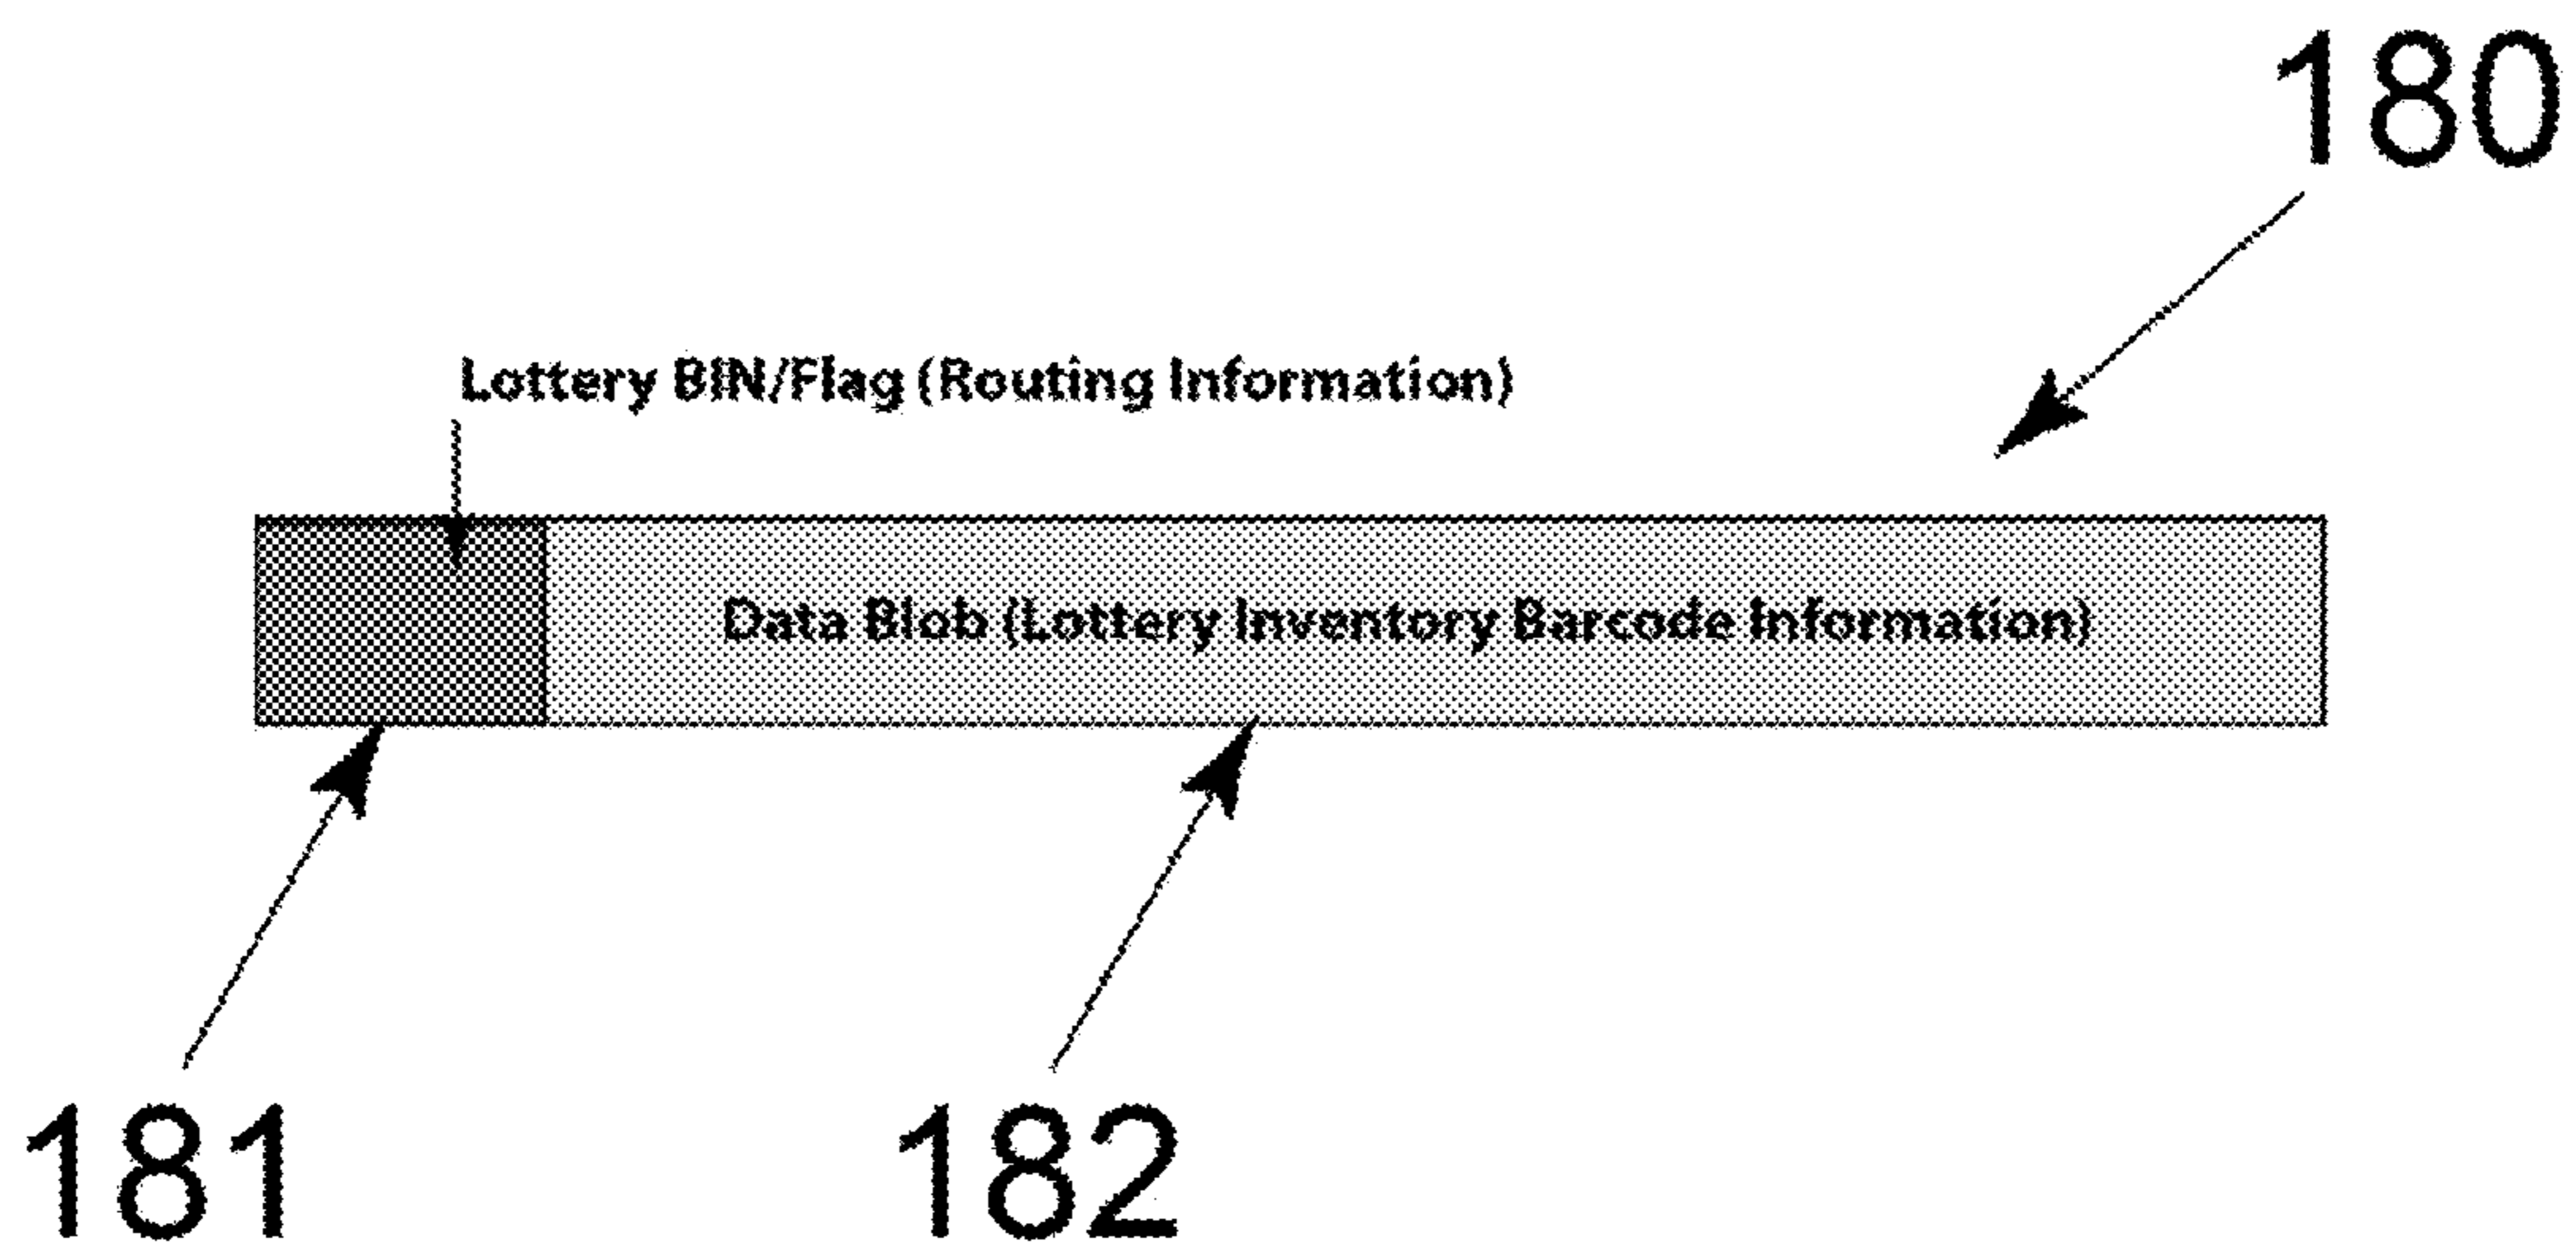 180
Lottery BIN/Flag (Routing Information)
Data Blob (Lottery Inventory Barcode Information)
181
182